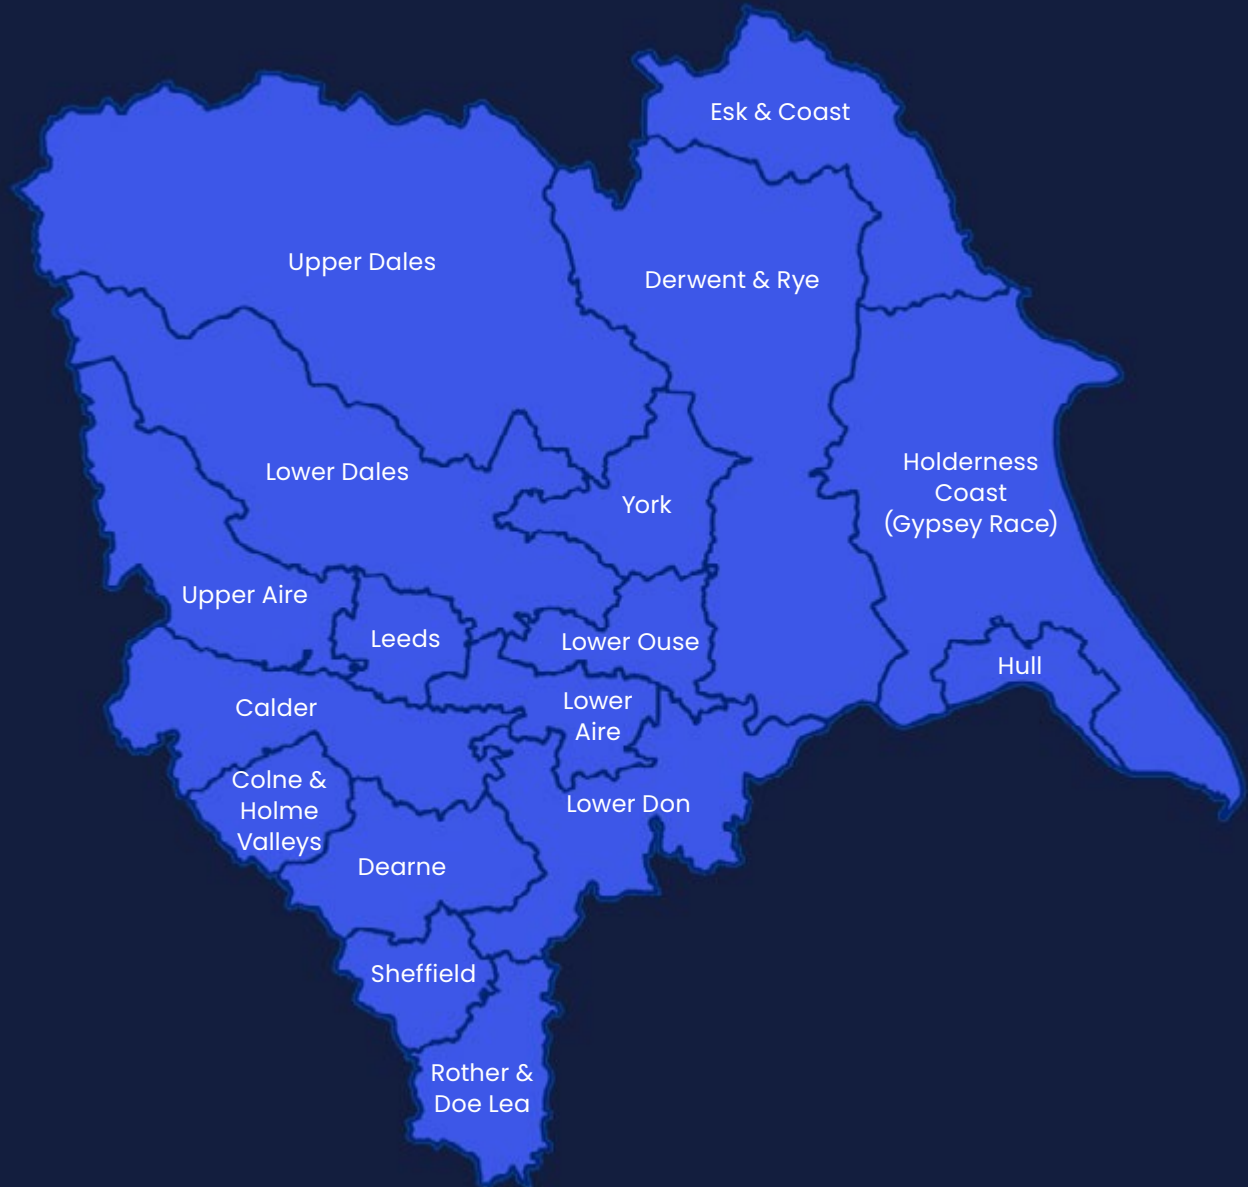 Esk & Coast
Upper Dales
Derwent & Rye
Lower Dales
Holderness
Coast
(Gypsey Race)
York
Upper Aire
Leeds
Lower Ouse
Hull
Calder
Lower
Aire
Colne &
Holme
Valleys
Lower Don
Dearne
Sheffield
Rother &
Doe Lea